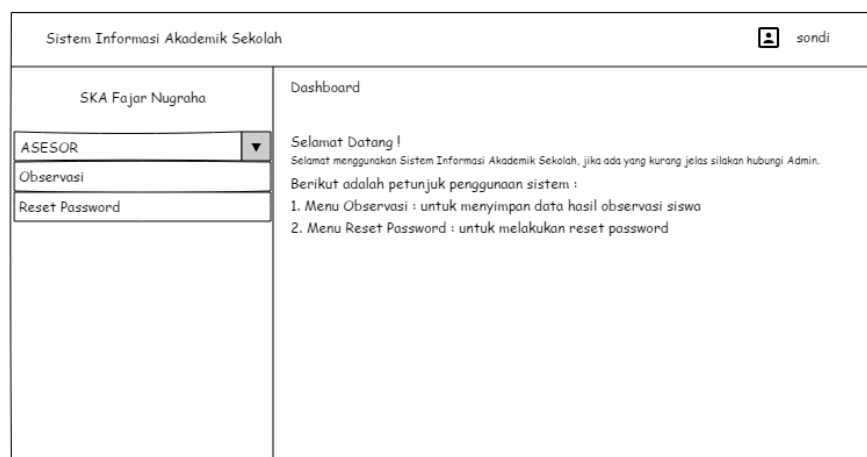 Sistem Informasi Akademik Sekolah
sondi
SKA Fajar Nugraha
ASESOR
Observasi
Reset Password
Dashboard
Selamat Datang !
Selamat menggunakan Sistem Informasi Akademik Sekolah, jika ada yang kurang jelas silakan hubungi Admin.
Berikut adalah petunjuk penggunaan sistem :
1. Menu Observasi : untuk menyimpan data hasil observasi siswa
2. Menu Reset Password : untuk melakukan reset password